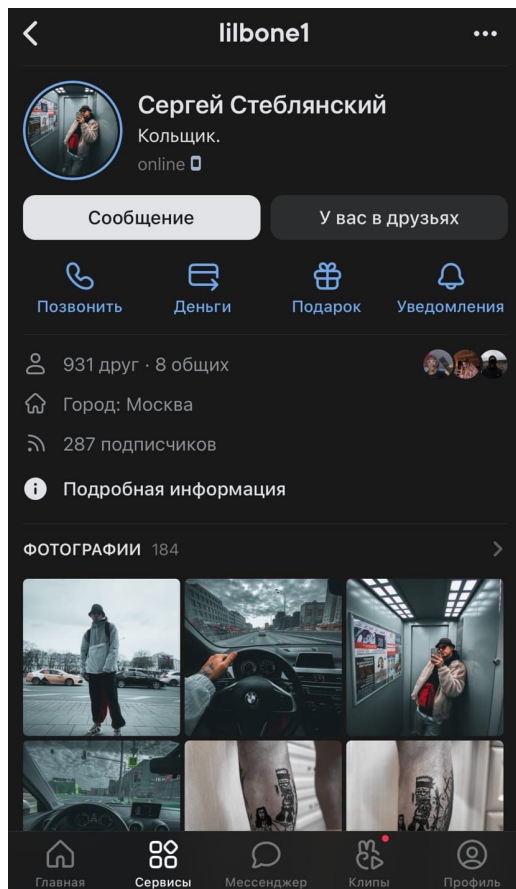 lilbone1
Сергей Стеблянский
Кольщик.
online
Сообщение
У вас в друзьях
Позвонить
Деньги
Подарок
Уведомления
931 друг · 8 общих
Город: Москва
287 подписчиков
Подробная информация
ФОТОГРАФИИ 184
Главная
Сервисы
Мессенджер
Клипы
Профиль